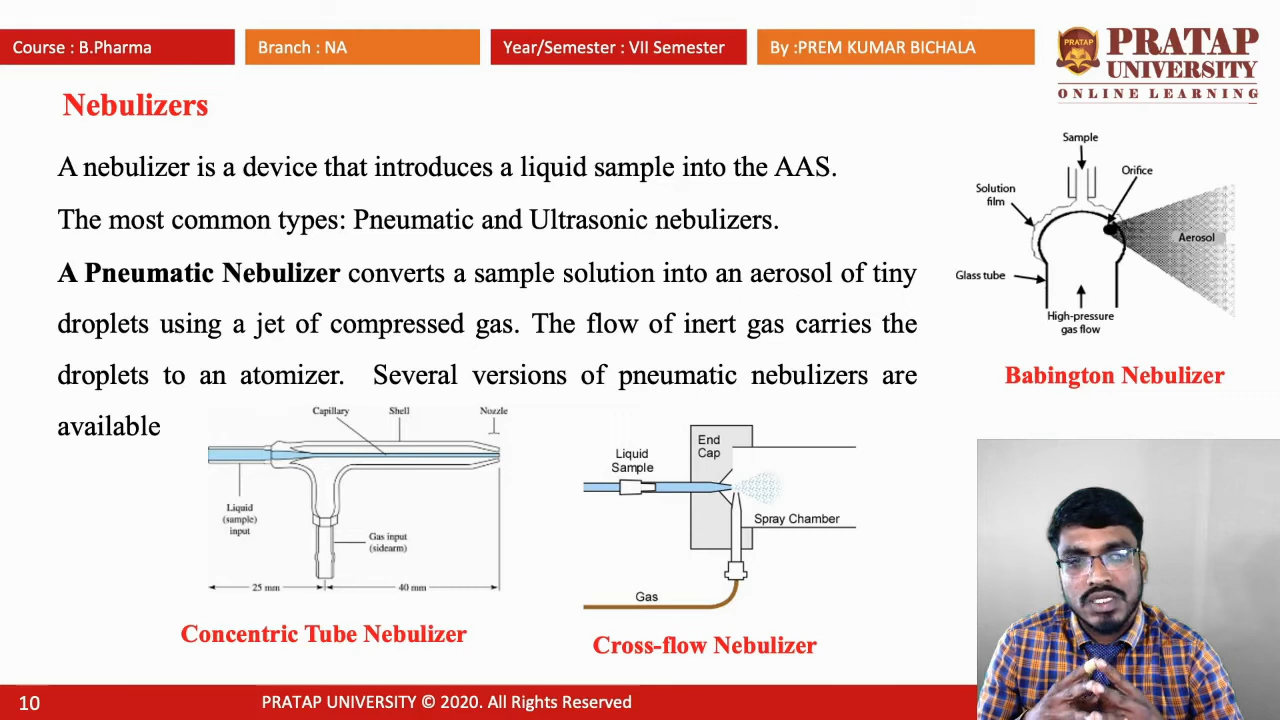 Course : B.Pharma
Branch : NA
Year/Semester : VII Semester
By :PREM KUMAR BICHALA
PRATAP
PRATAP
UNIVERSITY
ONLINE LEARNING
Nebulizers
A nebulizer is a device that introduces a liquid sample into the AAS.
The most common types: Pneumatic and Ultrasonic nebulizers.
A Pneumatic Nebulizer converts a sample solution into an aerosol of tiny
droplets using a jet of compressed gas. The flow of inert gas carries the
droplets to an atomizer. Several versions of pneumatic nebulizers are
available
Sample
Orifice
Solution
film
Aerosol
Glass tube
High-pressure
gas flow
Babington Nebulizer
Capillary
Shell
Nozzle
Liquid
(sample)
input
Gas input
(sidearm)
25 mm
40 mm
Concentric Tube Nebulizer
End
Cap
Liquid
Sample
Spray Chamber
Gas
Cross-flow Nebulizer
10
PRATAP UNIVERSITY © 2020. All Rights Reserved